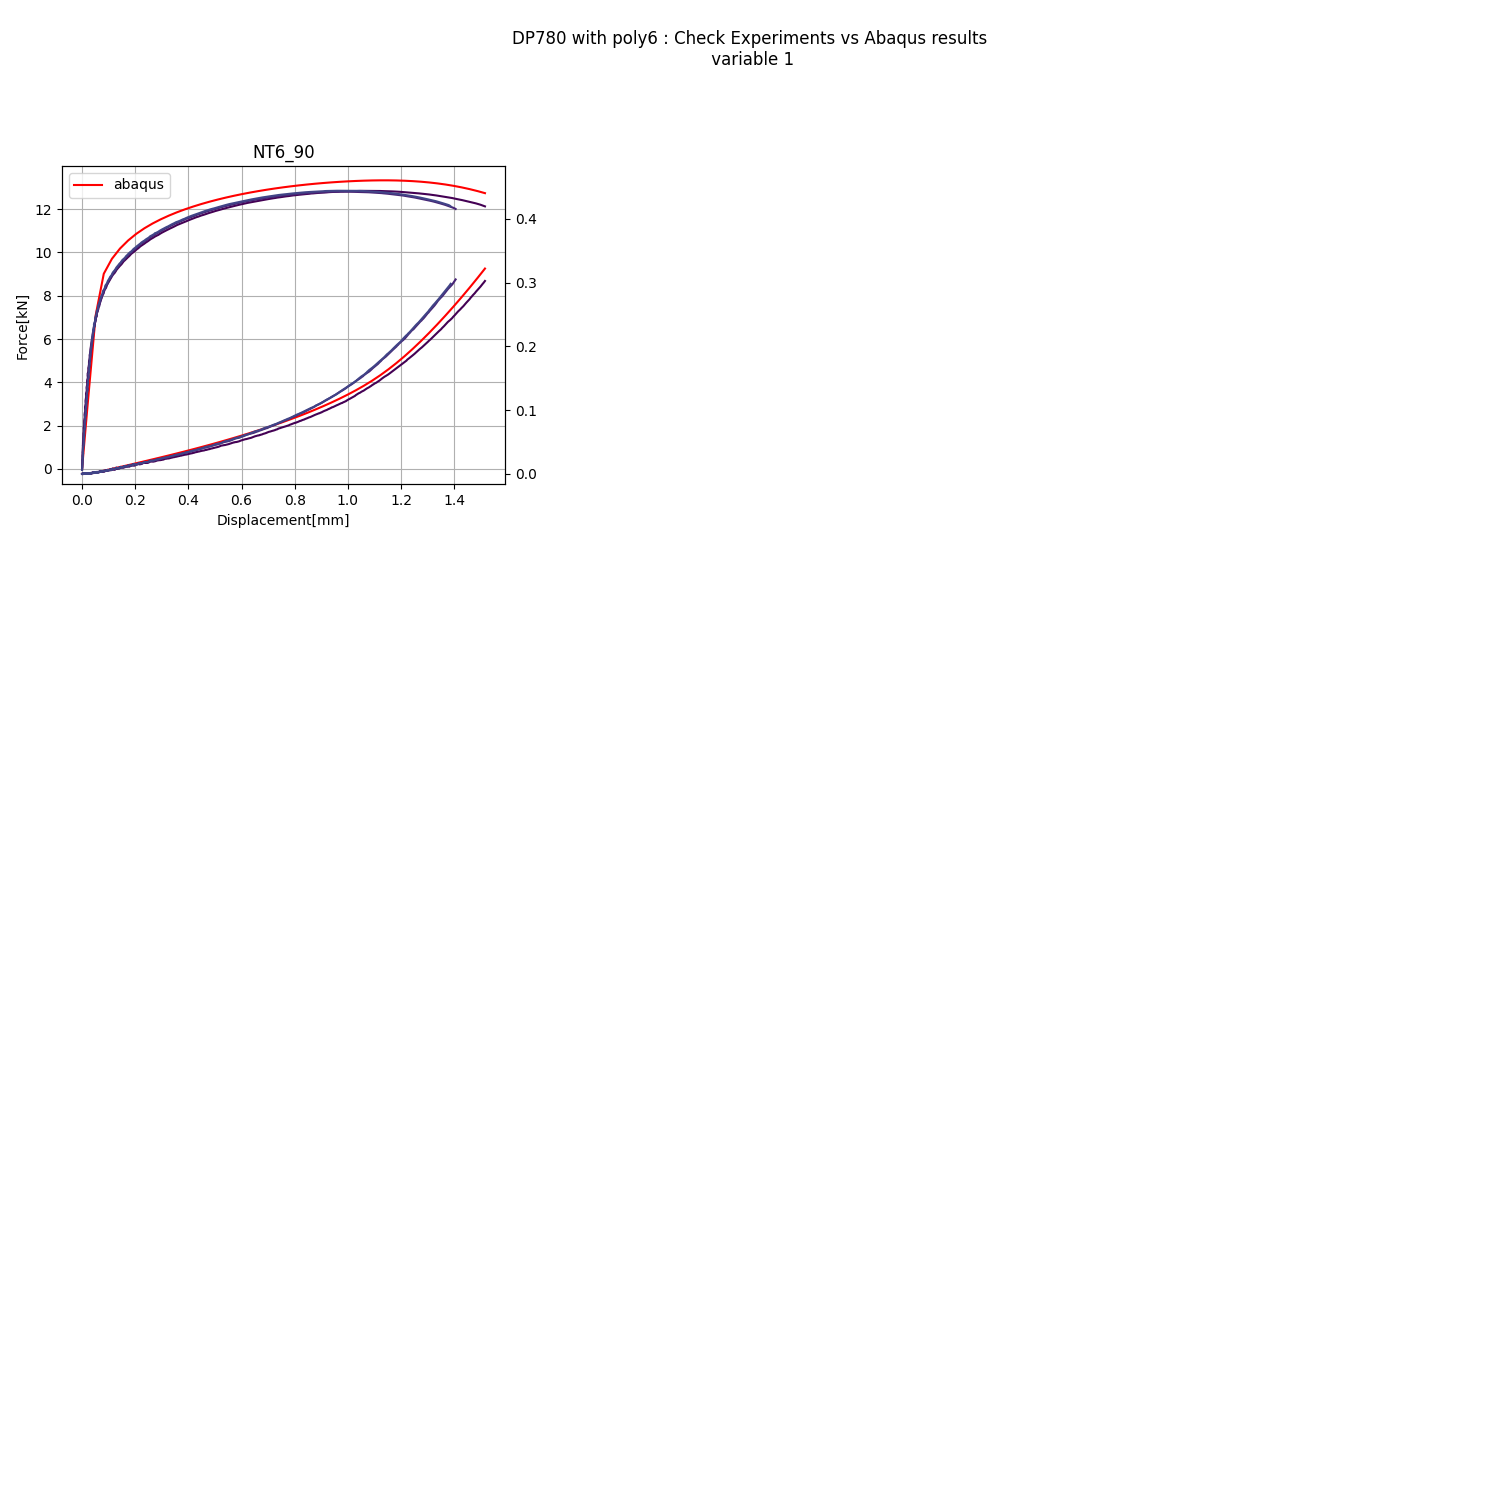 DP780 with poly6 : Check Experiments vs Abaqus results
variable 1
NT6_90
abaqus
12
10
8
6
4
2
0
Force[kN]
0.4
0.3
0.2
0.1
0.0
0.0 0.2 0.4 0.6 0.8 1.0 1.2 1.4
Displacement[mm]